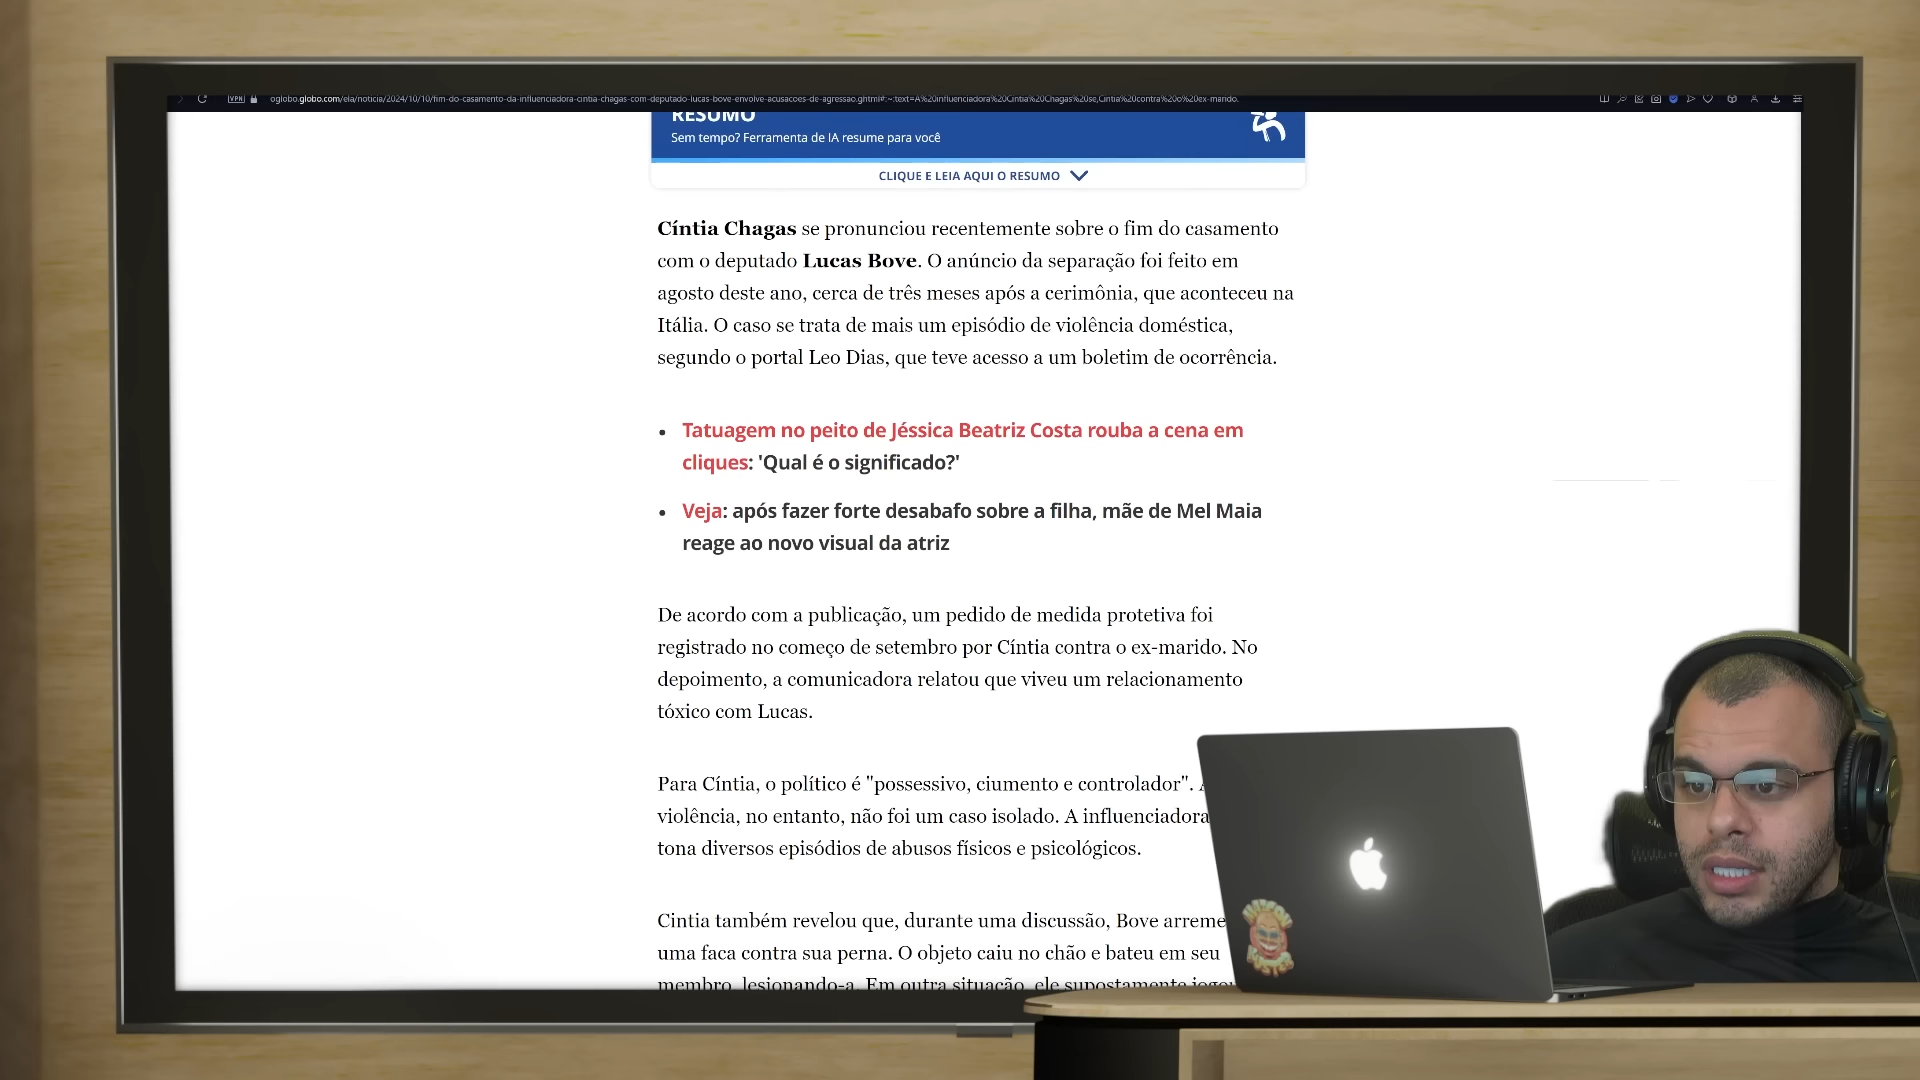 VPN
oglobo.globo.com/ela/noticia/2024/10/10/fim-do-casamento-da-influenciadora-cintia-chagas-com-deputado-lucas-bove-envolve-acusacoes-de-agressao.ghtml#:~:text=A%20influenciadora%20Cintia%20Chagas%20se,Cintia%20contra%20o%20ex-marido.
RESUMO
Sem tempo? Ferramenta de IA resume para você
CLIQUE E LEIA AQUI O RESUMO
Cíntia Chagas se pronunciou recentemente sobre o fim do casamento
com o deputado Lucas Bove. O anúncio da separação foi feito em
agosto deste ano, cerca de três meses após a cerimônia, que aconteceu na
Itália. O caso se trata de mais um episódio de violência doméstica,
segundo o portal Leo Dias, que teve acesso a um boletim de ocorrência.
• Tatuagem no peito de Jéssica Beatriz Costa rouba a cena em
cliques: 'Qual é o significado?'
• Veja: após fazer forte desabafo sobre a filha, mãe de Mel Maia
reage ao novo visual da atriz
De acordo com a publicação, um pedido de medida protetiva foi
registrado no começo de setembro por Cíntia contra o ex-marido. No
depoimento, a comunicadora relatou que viveu um relacionamento
tóxico com Lucas.
Para Cíntia, o político é "possessivo, ciumento e controlador".
violência, no entanto, não foi um caso isolado. A influenciadora
tona diversos episódios de abusos físicos e psicológicos.
Cintia também revelou que, durante uma discussão, Bove arreme
uma faca contra sua perna. O objeto caiu no chão e bateu em seu
membro, lesionando-a. Em outra situação, ele supostamente jogou